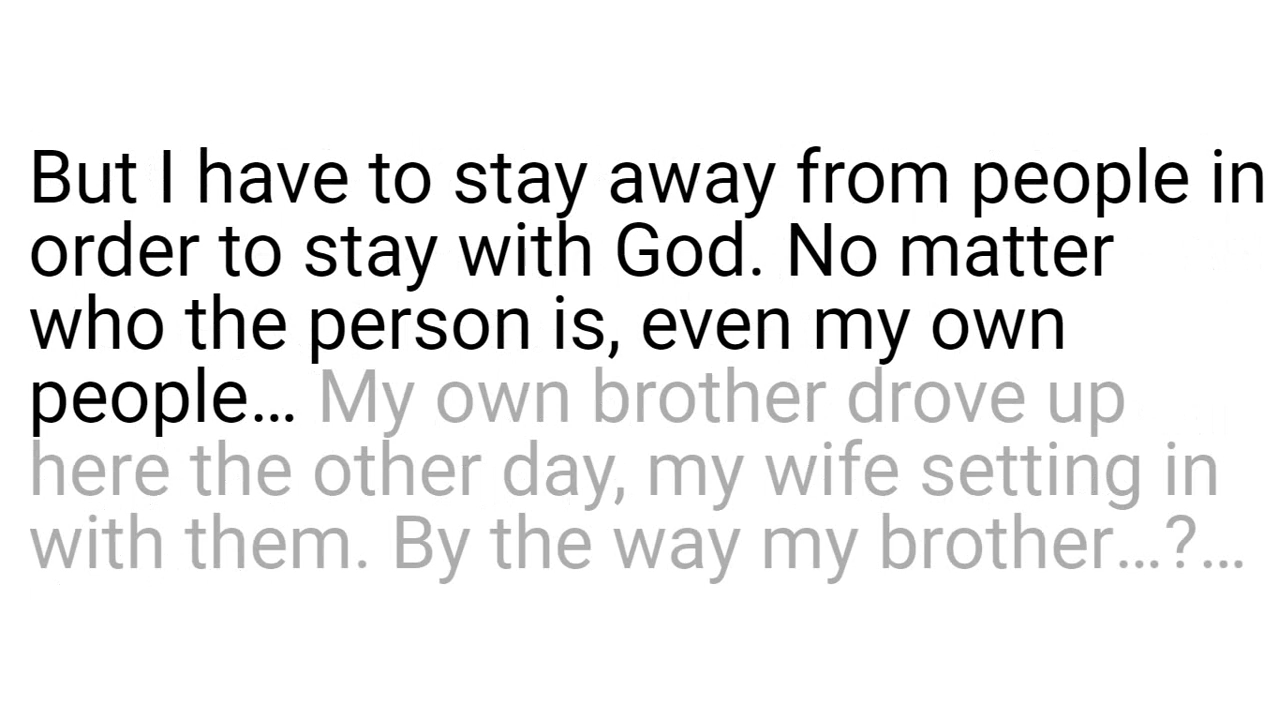 But I have to stay away from people in
order to stay with God. No matter
who the person is, even my own
people… My own brother drove up
here the other day, my wife setting in
with them. By the way my brother…?…